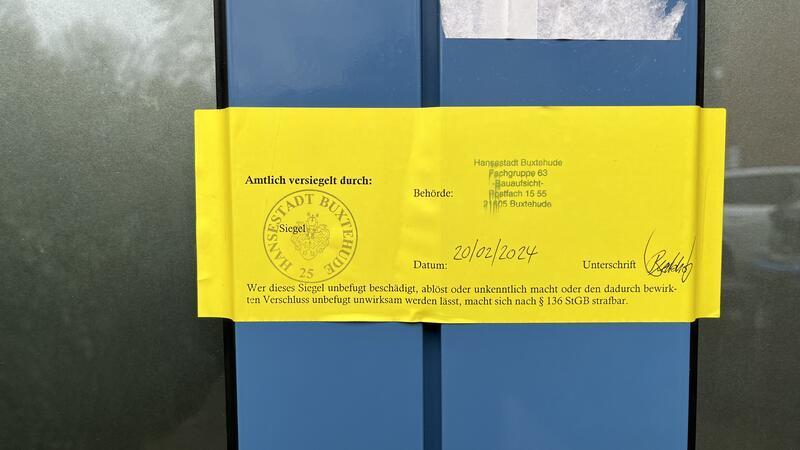 Amtlich versiegelt durch:
Siegel
HANSESTADT BUXTEHUDE
25
Behörde:
Hansestadt Buxtehude
Fachgruppe 63
-Bauaufsicht-
Postfach 15 55
21605 Buxtehude
Datum: 20/02/2024
Unterschrift
Wer dieses Siegel unbefugt beschädigt, ablöst oder unkenntlich macht oder den dadurch bewirk-
ten Verschluss unbefugt unwirksam werden lässt, macht sich nach § 136 StGB strafbar.